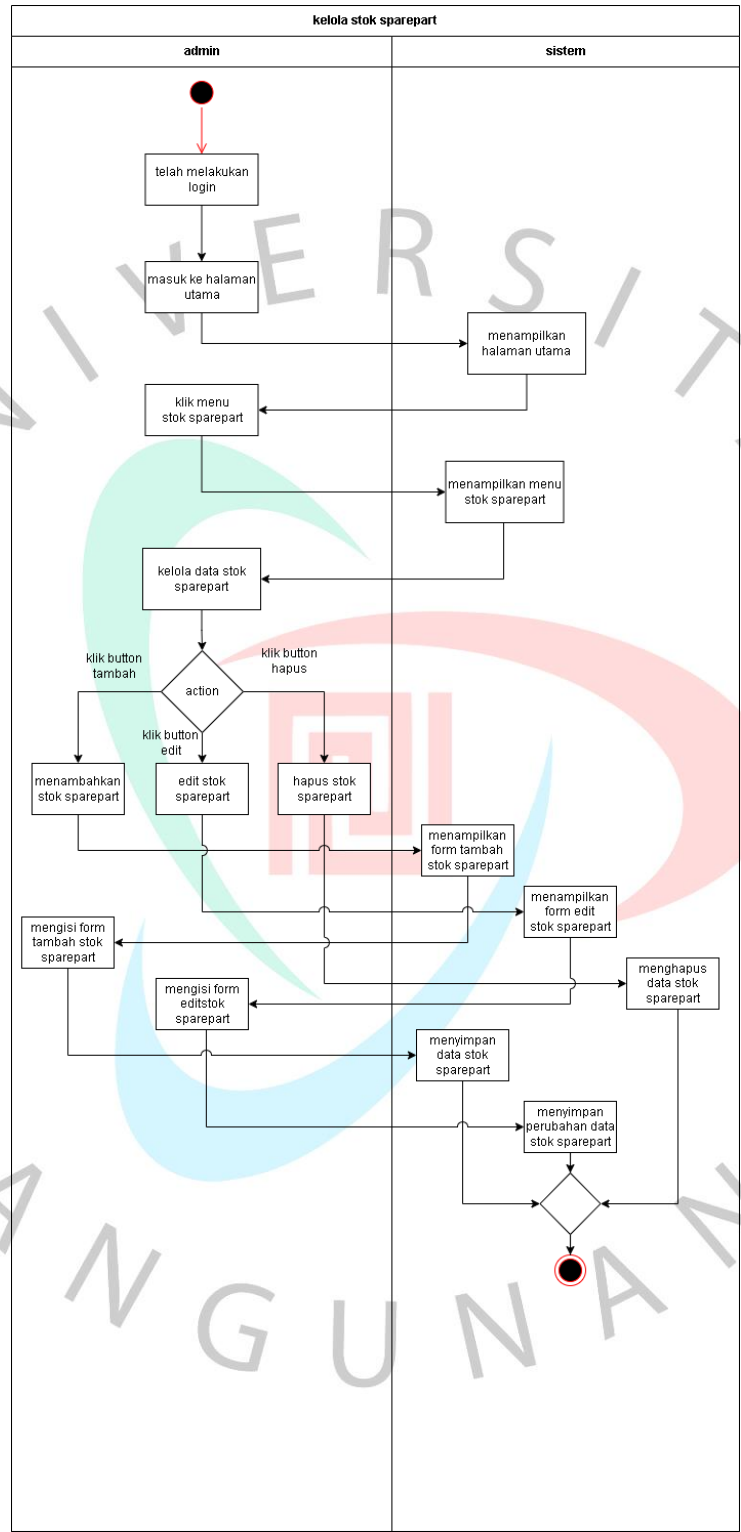 kelola stok sparepart
admin
sistem
telah melakukan
login
masuk ke halaman
utama
menampilkan
halaman utama
klik menu
stok sparepart
menampilkan menu
stok sparepart
kelola data stok
sparepart
klik button
tambah
klik button
hapus
action
klik button
edit
menambahkan
stok sparepart
edit stok
sparepart
hapus stok
sparepart
menampilkan
form tambah
stok sparepart
menampilkan
form edit
stok sparepart
mengisi form
tambah stok
sparepart
menghapus
data stok
sparepart
mengisi form
editstok
sparepart
menyimpan
data stok
sparepart
menyimpan
perubahan data
stok sparepart
NIVERSIT
ANGUNAN